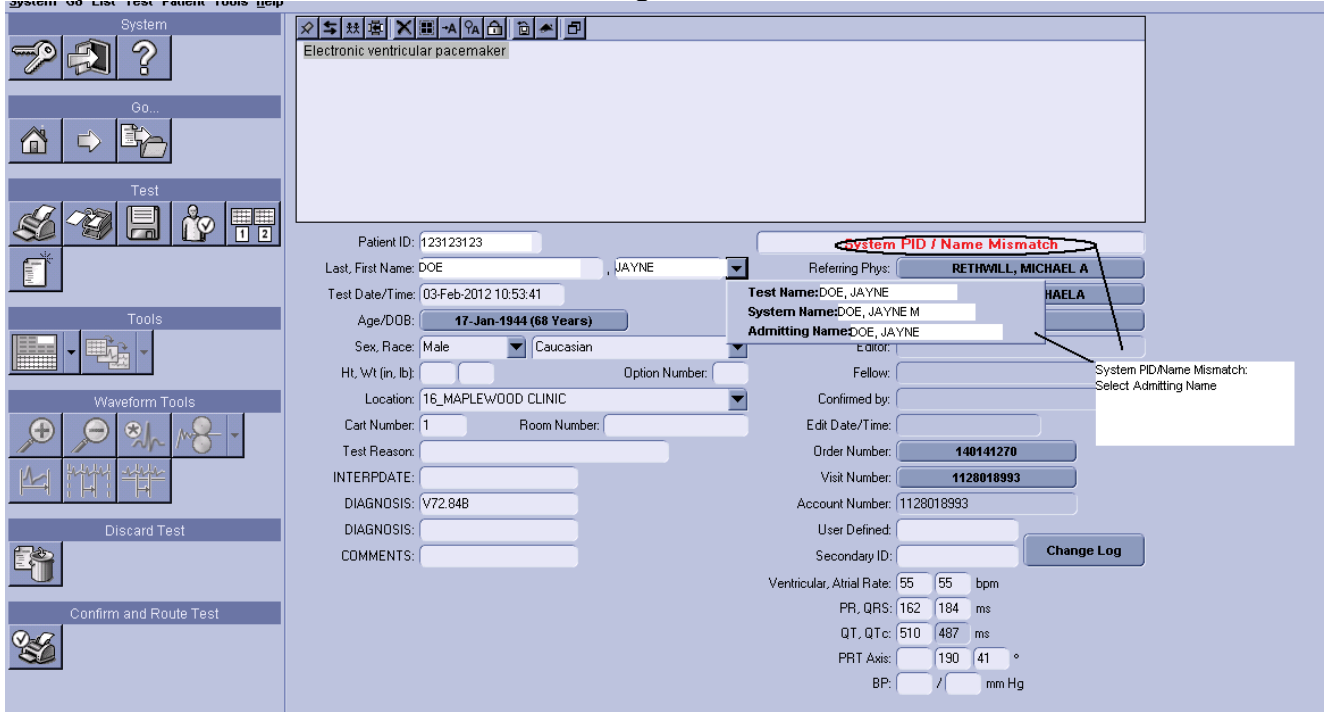 System GS List Test Patient Tools Help
System
Go...
Test
1 2
Tools
Waveform Tools
Discard Test
Confirm and Route Test
Electronic ventricular pacemaker
Patient ID: 123123123
System PID / Name Mismatch
Last, First Name: DOE , JAYNE
Referring Phys: RETHWILL, MICHAEL A
Test Date/Time: 03-Feb-2012 10:53:41
HAELA
Test Name:DOE, JAYNE
System Name:DOE, JAYNE M
Admitting Name:DOE, JAYNE
Age/DOB: 17-Jan-1944 (68 Years)
Sex, Race: Male Caucasian
Editor:
System PID/Name Mismatch:
Select Admitting Name
Ht, Wt (in, lb): Option Number:
Fellow:
Location: 16_MAPLEWOOD CLINIC
Confirmed by:
Cart Number: 1 Room Number:
Edit Date/Time:
Test Reason:
Order Number: 140141270
INTERPDATE:
Visit Number: 1128018993
DIAGNOSIS: V72.84B
Account Number: 1128018993
DIAGNOSIS:
User Defined:
COMMENTS:
Secondary ID:
Change Log
Ventricular, Atrial Rate: 55 55 bpm
PR, QRS: 162 184 ms
QT, QTc: 510 487 ms
PRT Axis: 190 41 °
BP: / mm Hg